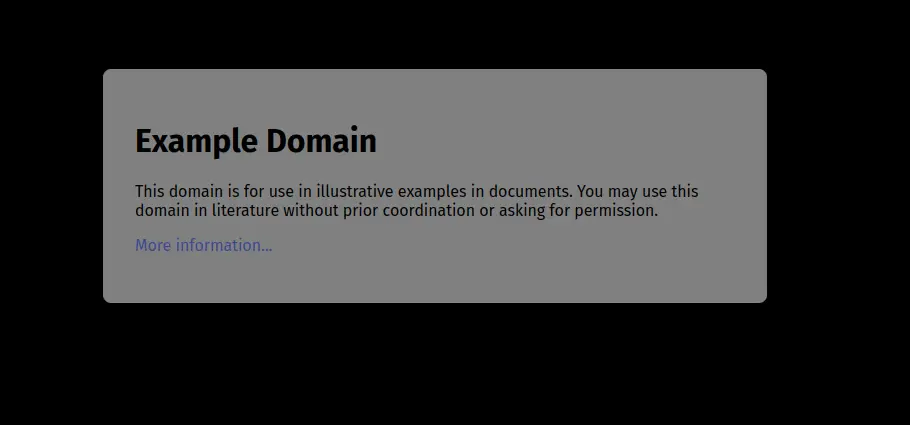 Example Domain
This domain is for use in illustrative examples in documents. You may use this
domain in literature without prior coordination or asking for permission.
More information...